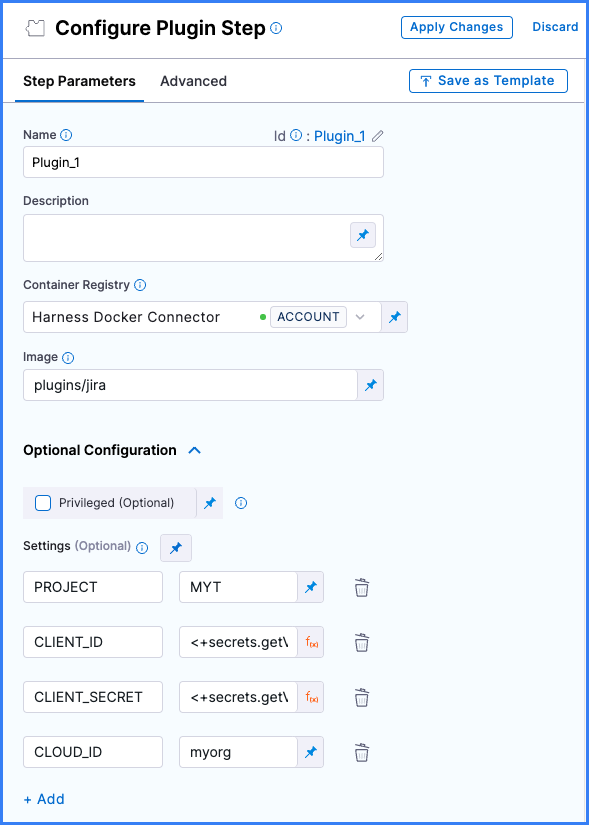 Configure Plugin Step
Apply Changes
Discard
Step Parameters
Advanced
Save as Template
Name
Id : Plugin_1
Plugin_1
Description
Container Registry
Harness Docker Connector ACCOUNT
Image
plugins/jira
Optional Configuration
Privileged (Optional)
Settings (Optional)
PROJECT MYT
CLIENT_ID <+secrets.getV f(x)
CLIENT_SECRET <+secrets.getV f(x)
CLOUD_ID myorg
+ Add